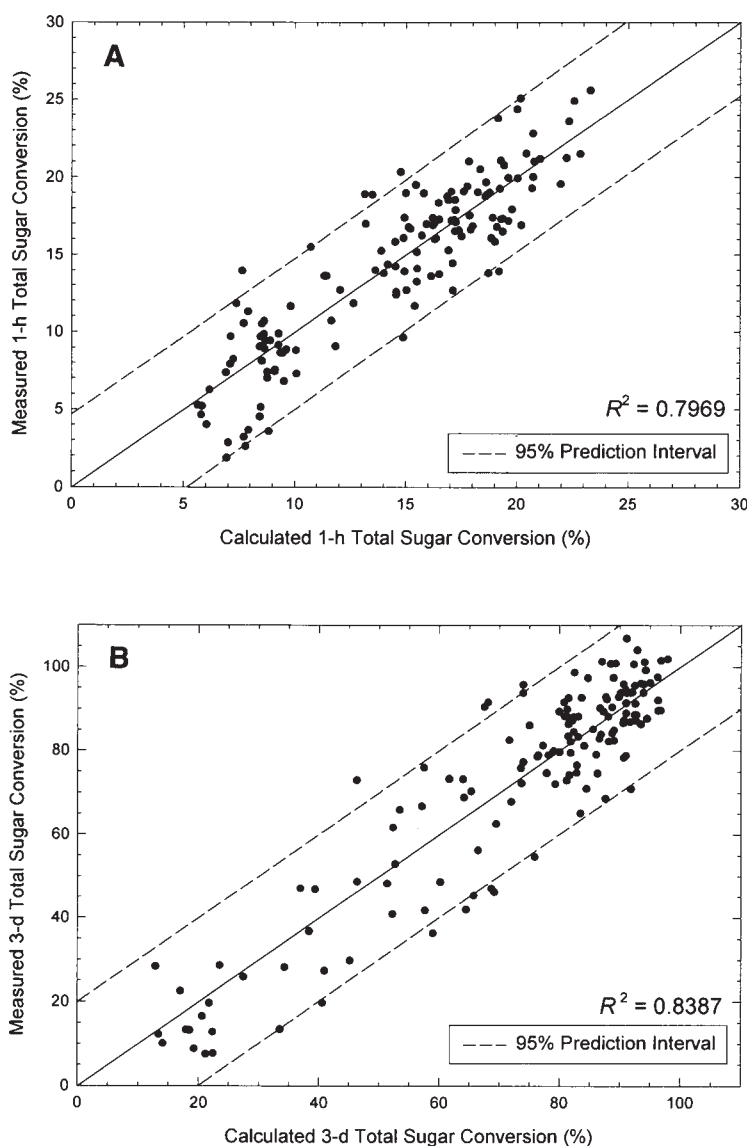 A
Measured 1-h Total Sugar Conversion (%)
30
25
20
15
10
5
0
R² = 0.7969
95% Prediction Interval
0 5 10 15 20 25 30
Calculated 1-h Total Sugar Conversion (%)
B
Measured 3-d Total Sugar Conversion (%)
100
80
60
40
20
0
R² = 0.8387
95% Prediction Interval
0 20 40 60 80 100
Calculated 3-d Total Sugar Conversion (%)